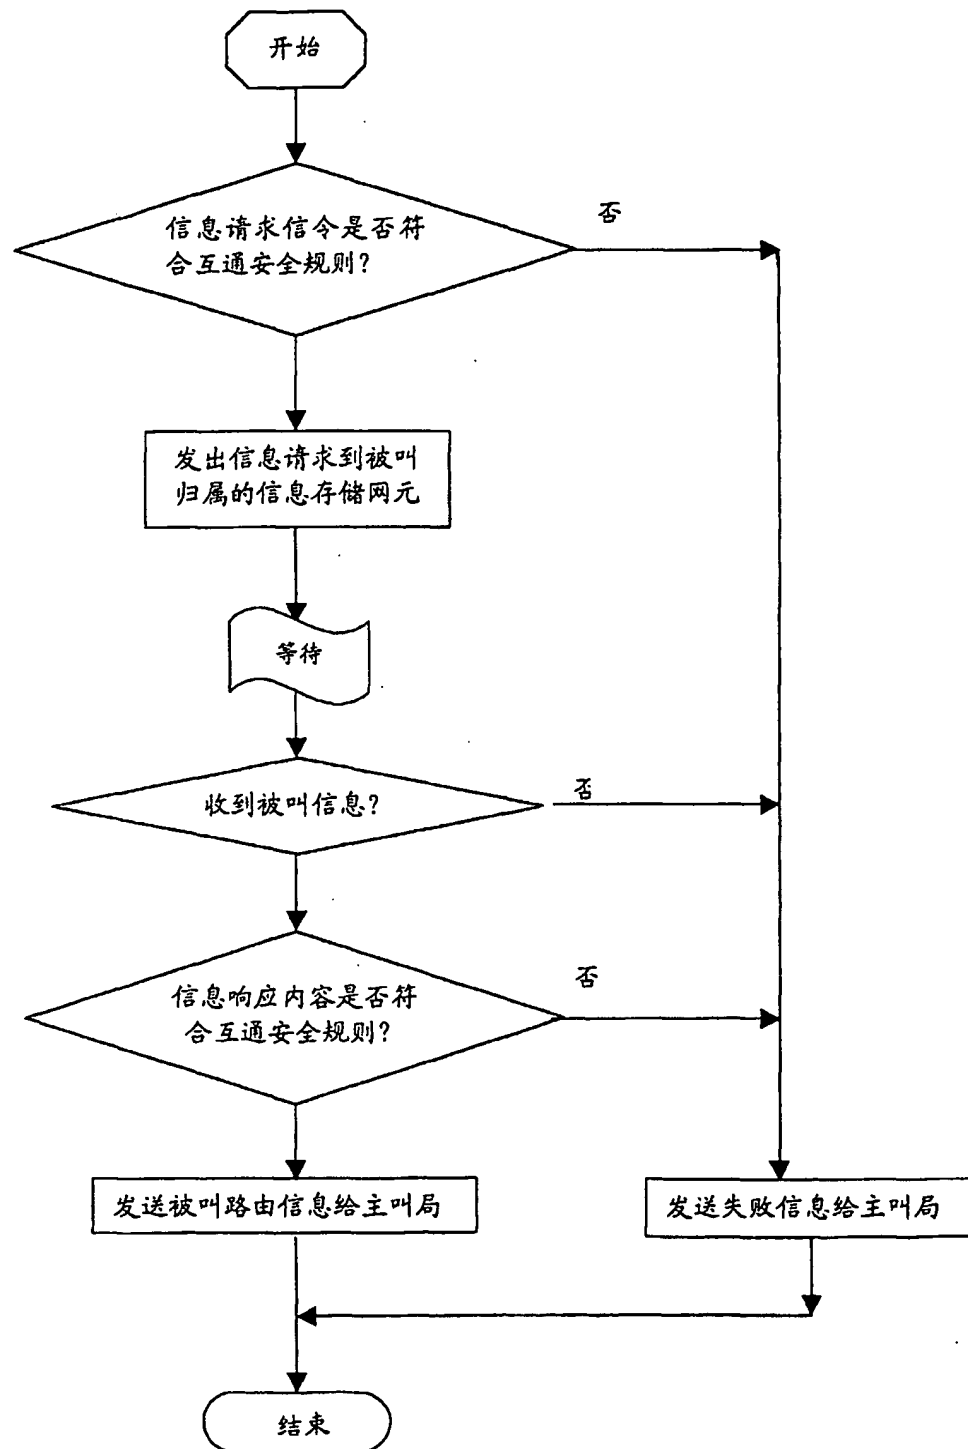 开始
信息请求信令是否符
合互通安全规则?
否
发出信息请求到被叫
归属的信息存储网元
等待
收到被叫信息?
否
信息响应内容是否符
合互通安全规则?
否
发送被叫路由信息给主叫局
发送失败信息给主叫局
结束